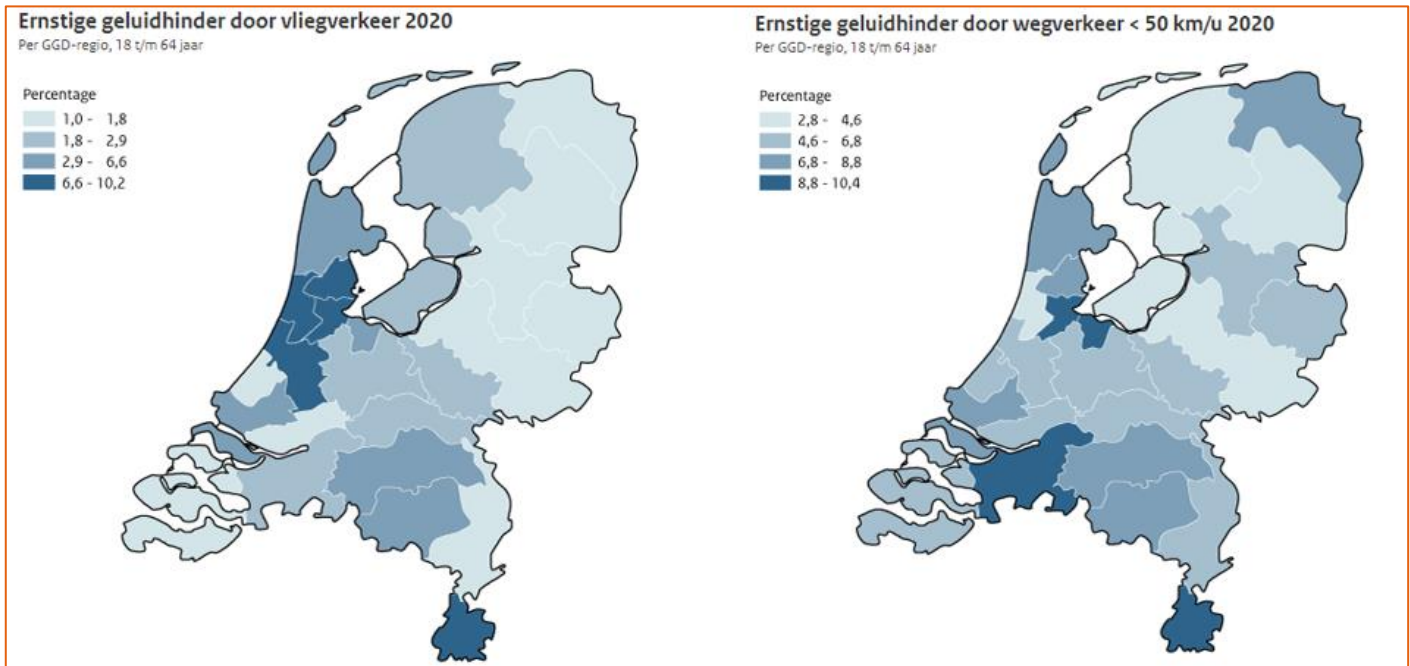 Ernstige geluidhinder door vliegverkeer 2020
Per GGD-regio, 18 t/m 64 jaar
Percentage
1,0 - 1,8
1,8 - 2,9
2,9 - 6,6
6,6 - 10,2
Ernstige geluidhinder door wegverkeer < 50 km/u 2020
Per GGD-regio, 18 t/m 64 jaar
Percentage
2,8 - 4,6
4,6 - 6,8
6,8 - 8,8
8,8 - 10,4